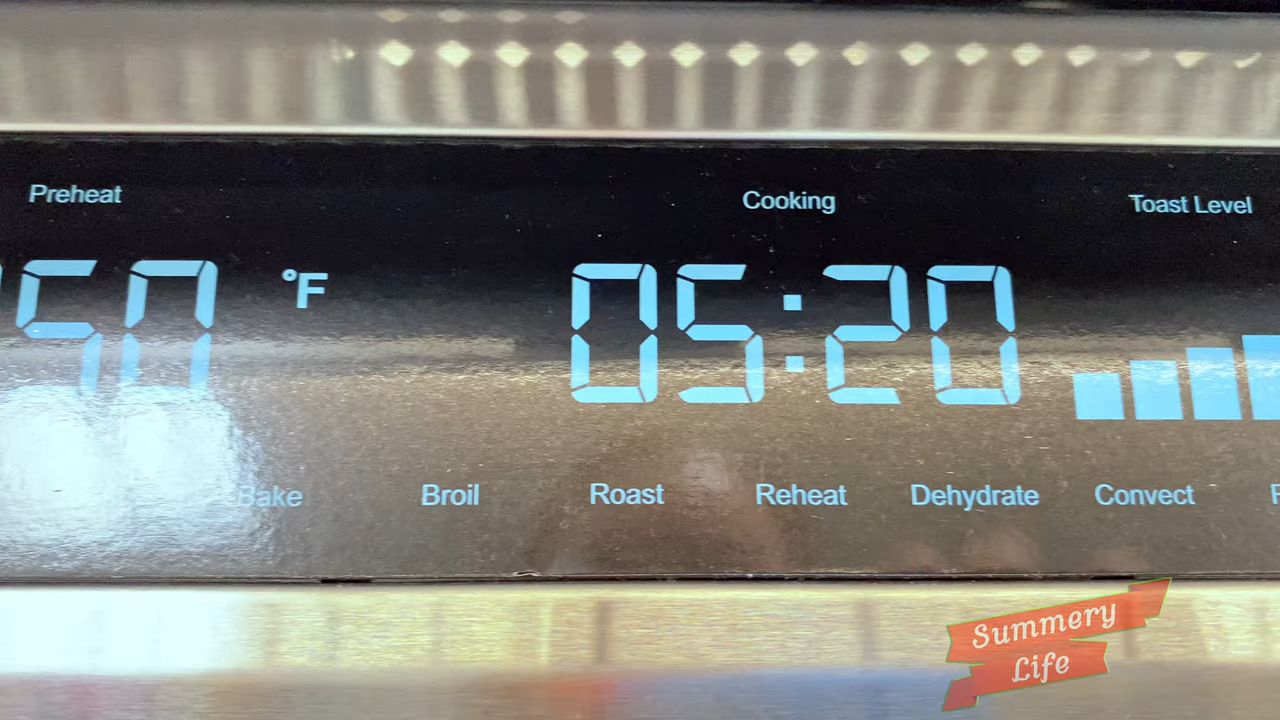 Preheat
Cooking
Toast Level
50 °F
05:20
Bake
Broil
Roast
Reheat
Dehydrate
Convect
Summery
Life